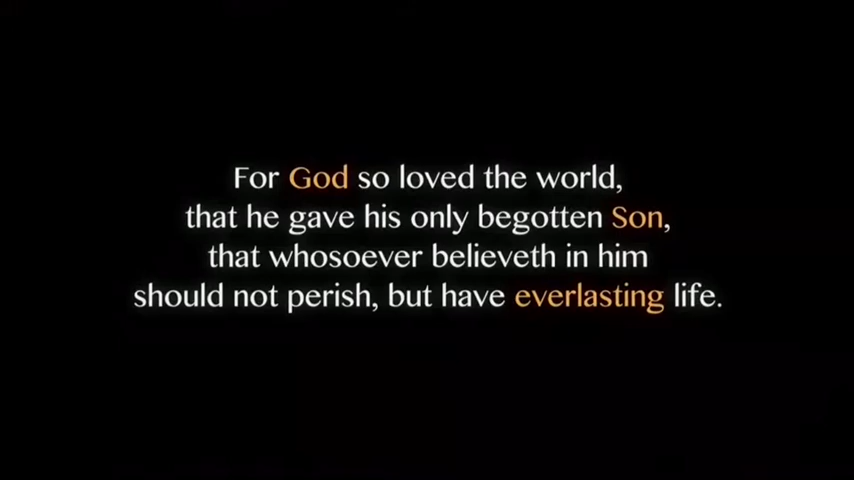 For God so loved the world,
that he gave his only begotten Son,
that whosoever believeth in him
should not perish, but have everlasting life.